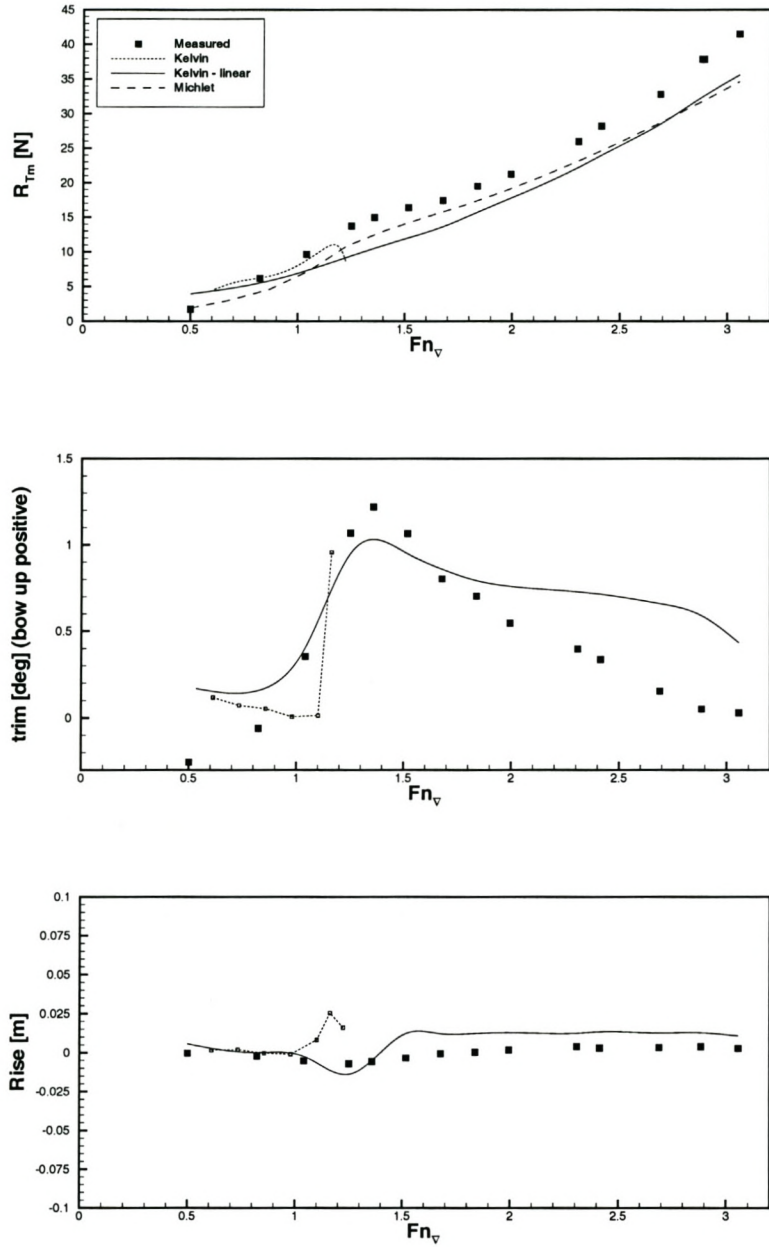 45
40
35
30
25
20
15
10
5
0
R_Tm [N]
Measured
Kelvin
Kelvin - linear
Michlet
0 0.5 1 1.5 2 2.5 3
Fn_∇
1.5
1
0.5
0
trim [deg] (bow up positive)
0 0.5 1 1.5 2 2.5 3
Fn_∇
0.1
0.075
0.05
0.025
0
-0.025
-0.05
-0.075
-0.1
Rise [m]
0 0.5 1 1.5 2 2.5 3
Fn_∇